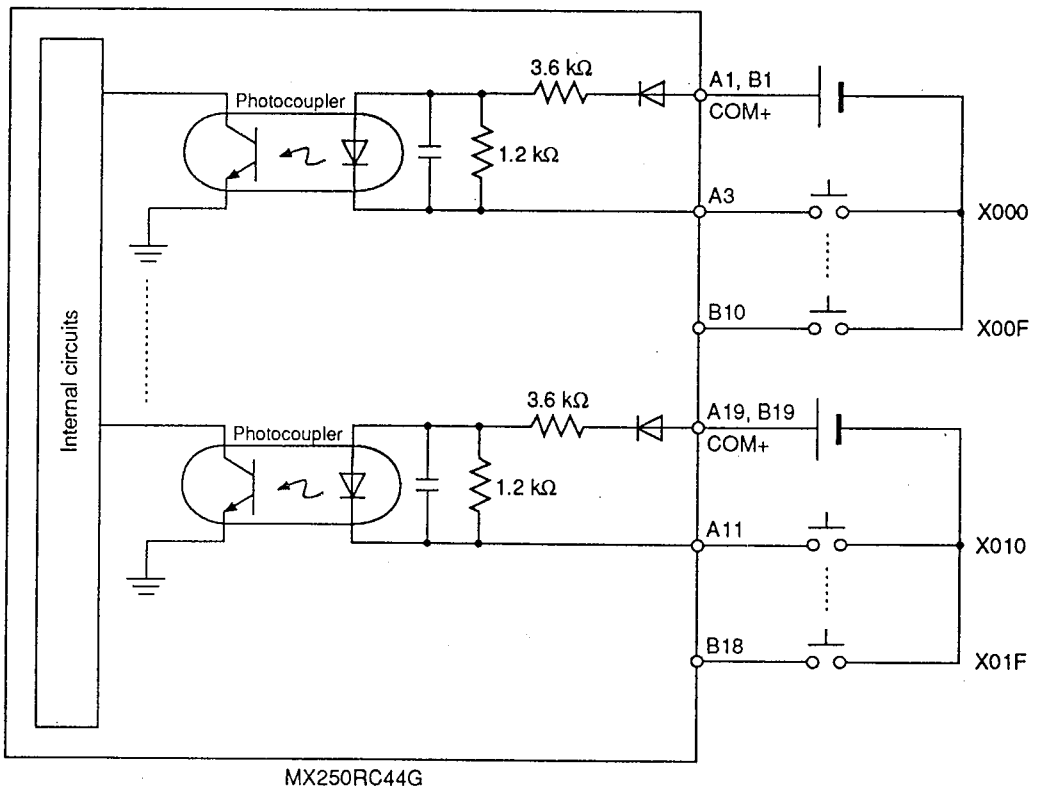 3.6 kΩ
A1, B1
COM+
Photocoupler
1.2 kΩ
A3
X000
B10
X00F
Internal circuits
3.6 kΩ
A19, B19
COM+
Photocoupler
1.2 kΩ
A11
X010
B18
X01F
MX250RC44G